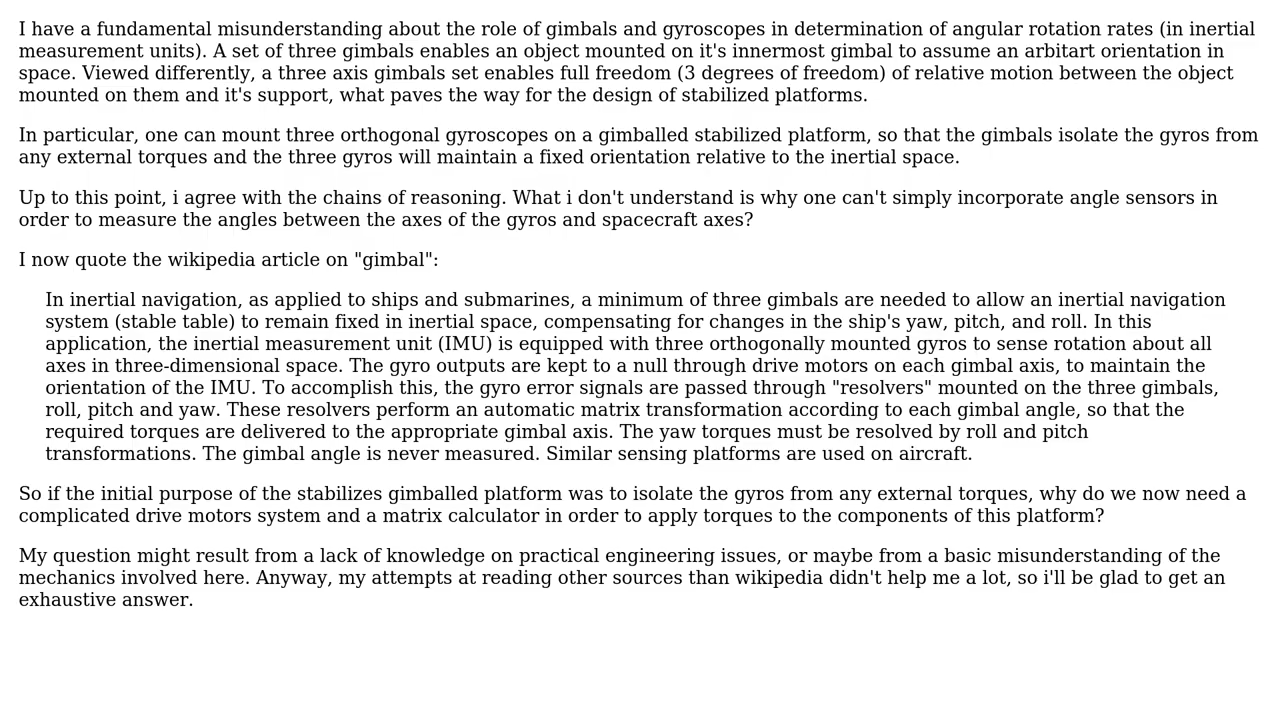 I have a fundamental misunderstanding about the role of gimbals and gyroscopes in determination of angular rotation rates (in inertial
measurement units). A set of three gimbals enables an object mounted on it's innermost gimbal to assume an arbitart orientation in
space. Viewed differently, a three axis gimbals set enables full freedom (3 degrees of freedom) of relative motion between the object
mounted on them and it's support, what paves the way for the design of stabilized platforms.
In particular, one can mount three orthogonal gyroscopes on a gimballed stabilized platform, so that the gimbals isolate the gyros from
any external torques and the three gyros will maintain a fixed orientation relative to the inertial space.
Up to this point, i agree with the chains of reasoning. What i don't understand is why one can't simply incorporate angle sensors in
order to measure the angles between the axes of the gyros and spacecraft axes?
I now quote the wikipedia article on "gimbal":
In inertial navigation, as applied to ships and submarines, a minimum of three gimbals are needed to allow an inertial navigation
system (stable table) to remain fixed in inertial space, compensating for changes in the ship's yaw, pitch, and roll. In this
application, the inertial measurement unit (IMU) is equipped with three orthogonally mounted gyros to sense rotation about all
axes in three-dimensional space. The gyro outputs are kept to a null through drive motors on each gimbal axis, to maintain the
orientation of the IMU. To accomplish this, the gyro error signals are passed through "resolvers" mounted on the three gimbals,
roll, pitch and yaw. These resolvers perform an automatic matrix transformation according to each gimbal angle, so that the
required torques are delivered to the appropriate gimbal axis. The yaw torques must be resolved by roll and pitch
transformations. The gimbal angle is never measured. Similar sensing platforms are used on aircraft.
So if the initial purpose of the stabilizes gimballed platform was to isolate the gyros from any external torques, why do we now need a
complicated drive motors system and a matrix calculator in order to apply torques to the components of this platform?
My question might result from a lack of knowledge on practical engineering issues, or maybe from a basic misunderstanding of the
mechanics involved here. Anyway, my attempts at reading other sources than wikipedia didn't help me a lot, so i'll be glad to get an
exhaustive answer.